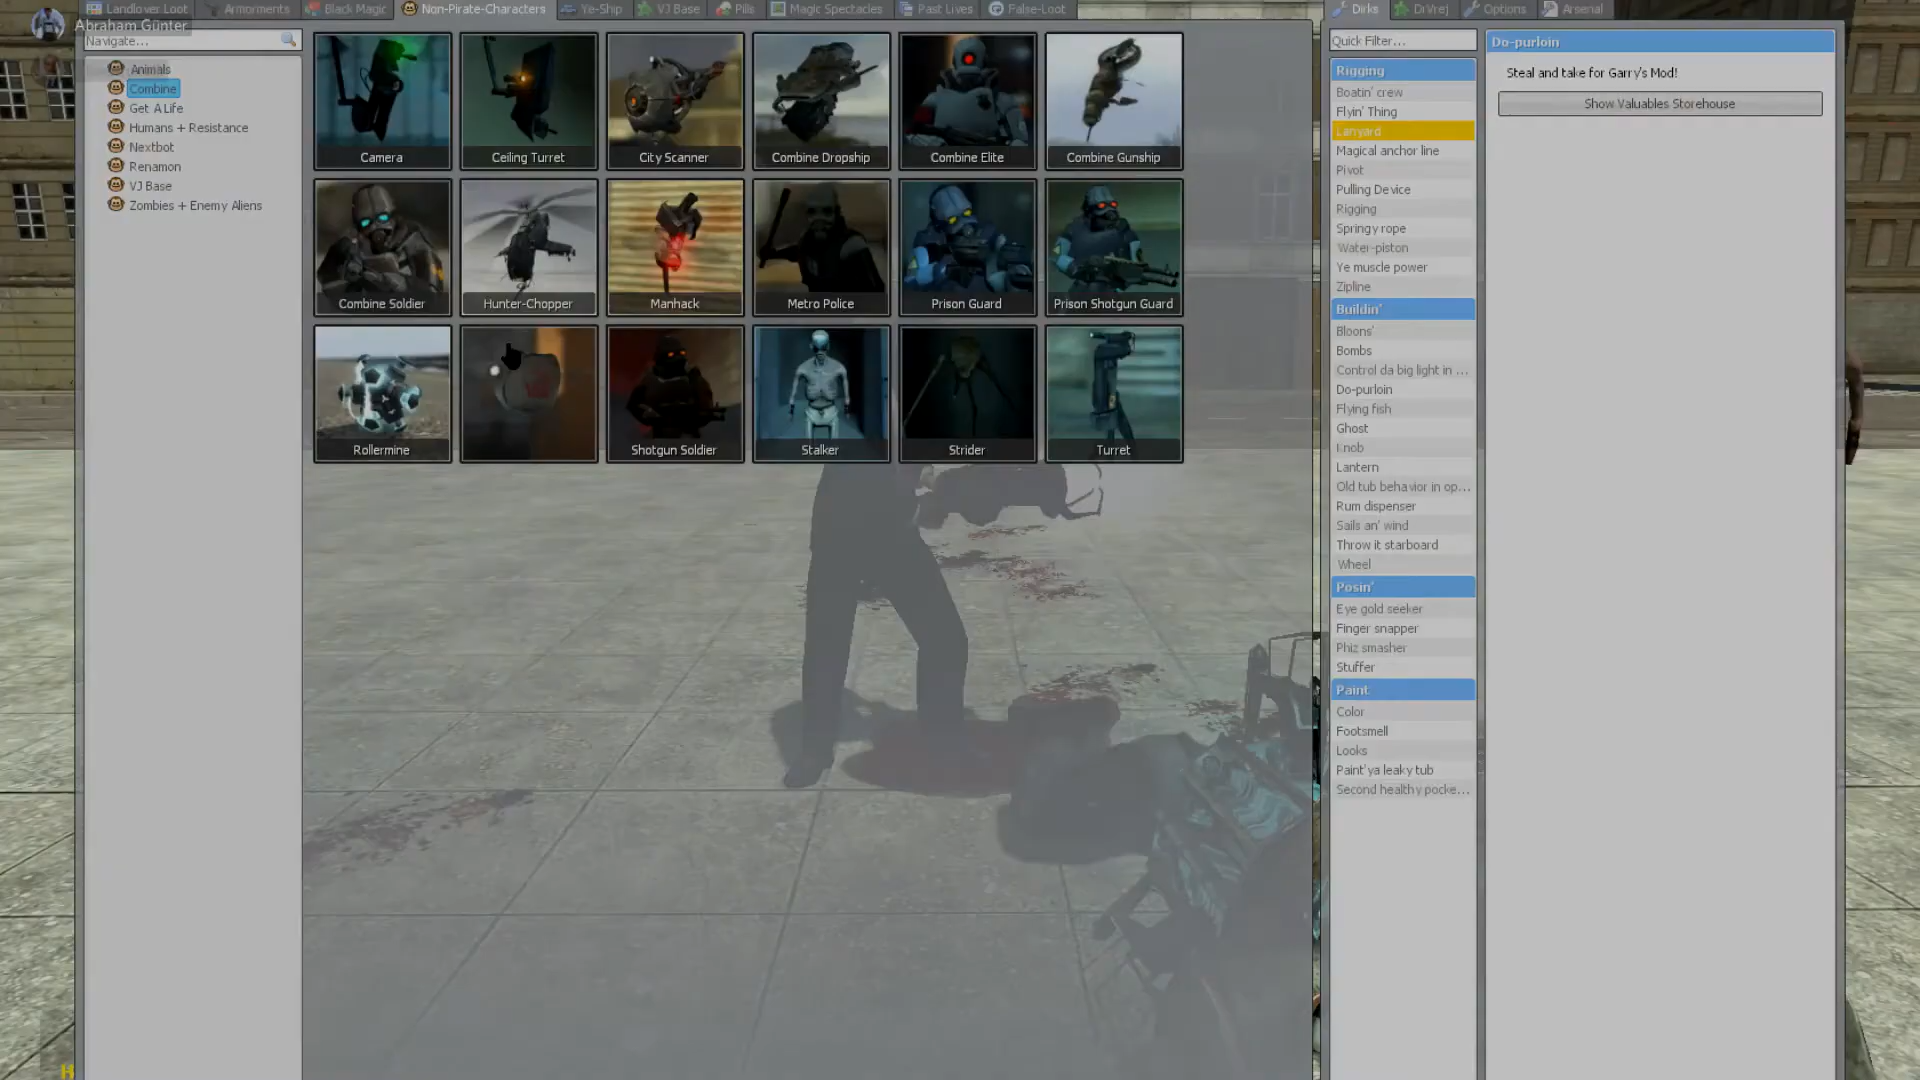 Landlover Loot
Armorments
Black Magic
Non-Pirate-Characters
Ye-Ship
VJ Base
Pills
Magic Spectacles
Past Lives
False-Loot
Dirks
DrVrej
Options
Arsenal
Abraham Günter
Navigate...
Animals
Combine
Get A Life
Humans + Resistance
Nextbot
Renamon
VJ Base
Zombies + Enemy Aliens
Camera
Ceiling Turret
City Scanner
Combine Dropship
Combine Elite
Combine Gunship
Combine Soldier
Hunter-Chopper
Manhack
Metro Police
Prison Guard
Prison Shotgun Guard
Rollermine
Shotgun Soldier
Stalker
Strider
Turret
Quick Filter...
Rigging
Boatin' crew
Flyin' Thing
Lanyard
Magical anchor line
Pivot
Pulling Device
Rigging
Springy rope
Water-piston
Ye muscle power
Zipline
Buildin'
Bloons'
Bombs
Control da big light in ...
Do-purloin
Flying fish
Ghost
Knob
Lantern
Old tub behavior in op...
Rum dispenser
Sails an' wind
Throw it starboard
Wheel
Posin'
Eye gold seeker
Finger snapper
Phiz smasher
Stuffer
Paint
Color
Footsmell
Looks
Paint'ya leaky tub
Second healthy pocke...
Do-purloin
Steal and take for Garry's Mod!
Show Valuables Storehouse
H